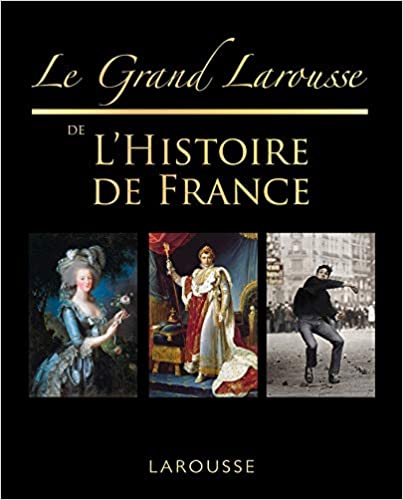 Le Grand Larousse
DE
L'HISTOIRE
DE FRANCE
LAROUSSE